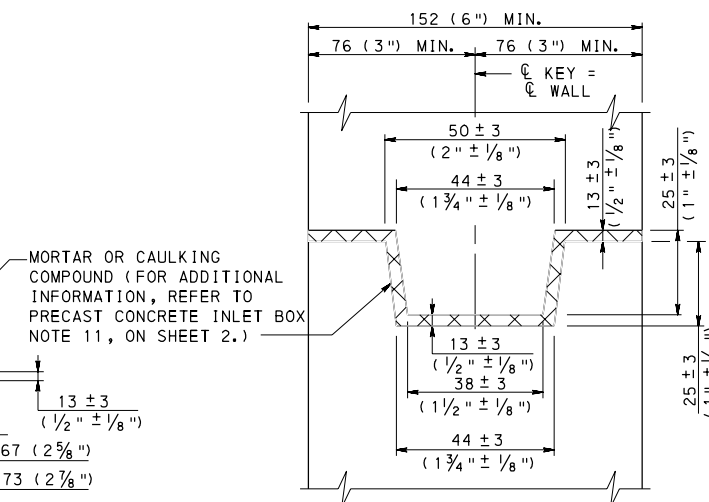 152 (6") MIN.
76 (3") MIN.
76 (3") MIN.
℄ KEY =
℄ WALL
50 ± 3
(2" ± 1/8")
44 ± 3
(1 3/4" ± 1/8")
13 ± 3
(1/2" ± 1/8")
25 ± 3
(1" ± 1/8")
MORTAR OR CAULKING
COMPOUND (FOR ADDITIONAL
INFORMATION, REFER TO
PRECAST CONCRETE INLET BOX
NOTE 11, ON SHEET 2.)
13 ± 3
(1/2" ± 1/8")
38 ± 3
(1 1/2" ± 1/8")
44 ± 3
(1 3/4" ± 1/8")
25 ± 3
(1" ± 1/8")
13 ± 3
(1/2" ± 1/8")
67 (2 5/8")
73 (2 7/8")